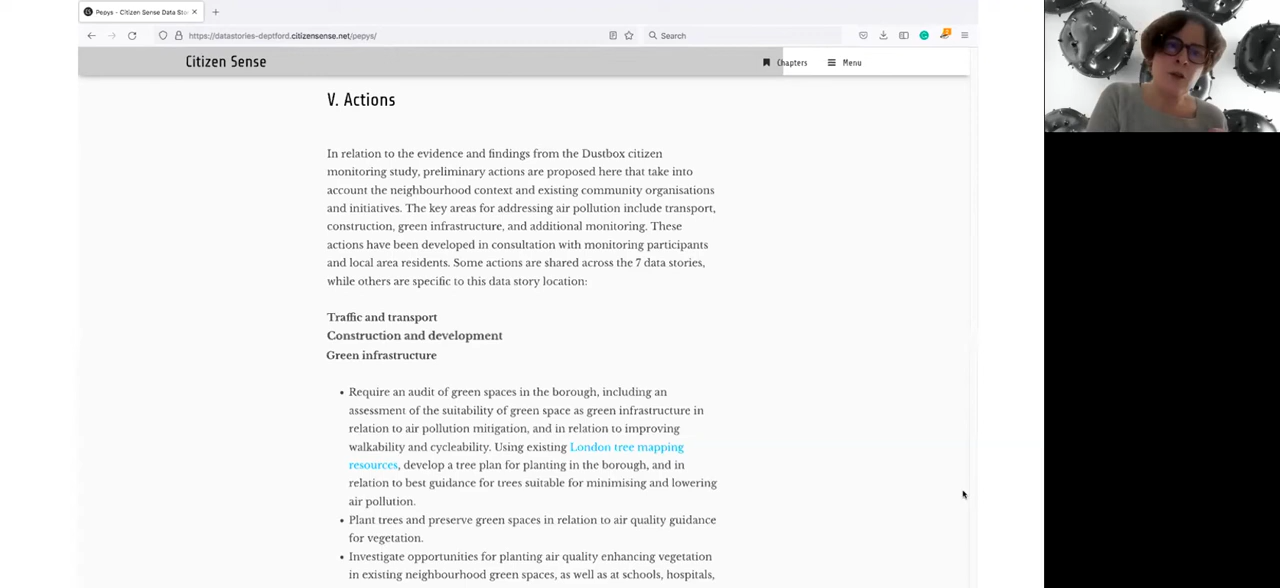 Pepys - Citizen Sense Data Sto
https://datastories-deptford.citizensense.net/pepys/
Search
Citizen Sense
Chapters
Menu
V. Actions
In relation to the evidence and findings from the Dustbox citizen
monitoring study, preliminary actions are proposed here that take into
account the neighbourhood context and existing community organisations
and initiatives. The key areas for addressing air pollution include transport,
construction, green infrastructure, and additional monitoring. These
actions have been developed in consultation with monitoring participants
and local area residents. Some actions are shared across the 7 data stories,
while others are specific to this data story location:
Traffic and transport
Construction and development
Green infrastructure
• Require an audit of green spaces in the borough, including an
assessment of the suitability of green space as green infrastructure in
relation to air pollution mitigation, and in relation to improving
walkability and cycleability. Using existing London tree mapping
resources, develop a tree plan for planting in the borough, and in
relation to best guidance for trees suitable for minimising and lowering
air pollution.
• Plant trees and preserve green spaces in relation to air quality guidance
for vegetation.
• Investigate opportunities for planting air quality enhancing vegetation
in existing neighbourhood green spaces, as well as at schools, hospitals,